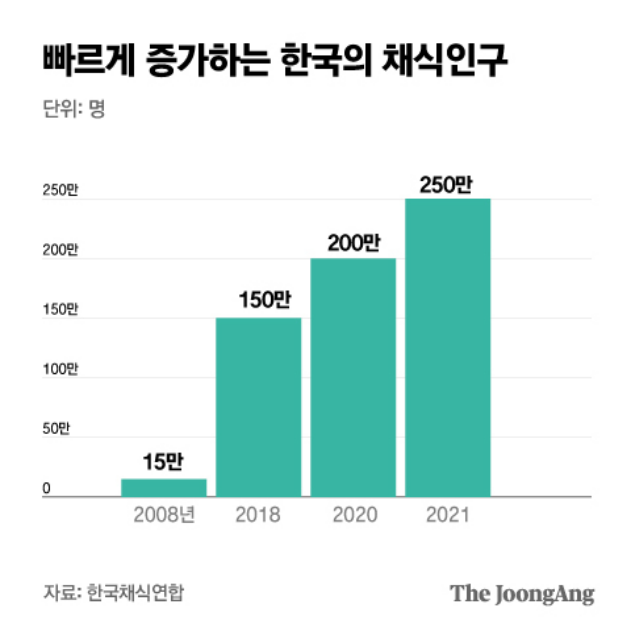 빠르게 증가하는 한국의 채식인구
단위: 명
250만
200만
150만
100만
50만
0
15만
150만
200만
250만
2008년 2018 2020 2021
자료: 한국채식연합
The JoongAng